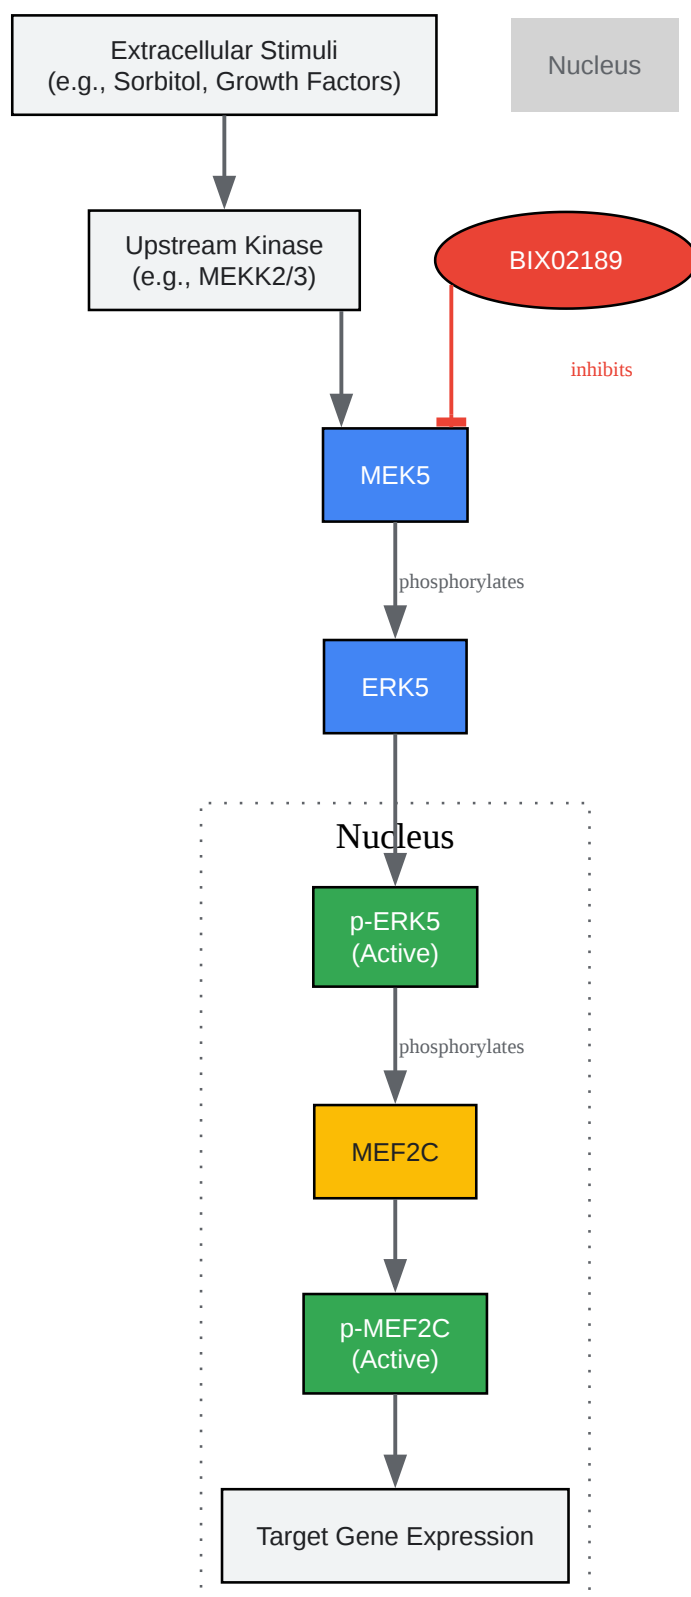 Extracellular Stimuli
(e.g., Sorbitol, Growth Factors)
Nucleus
Upstream Kinase
(e.g., MEKK2/3)
BIX02189
inhibits
MEK5
phosphorylates
ERK5
Nucleus
p-ERK5
(Active)
phosphorylates
MEF2C
p-MEF2C
(Active)
Target Gene Expression